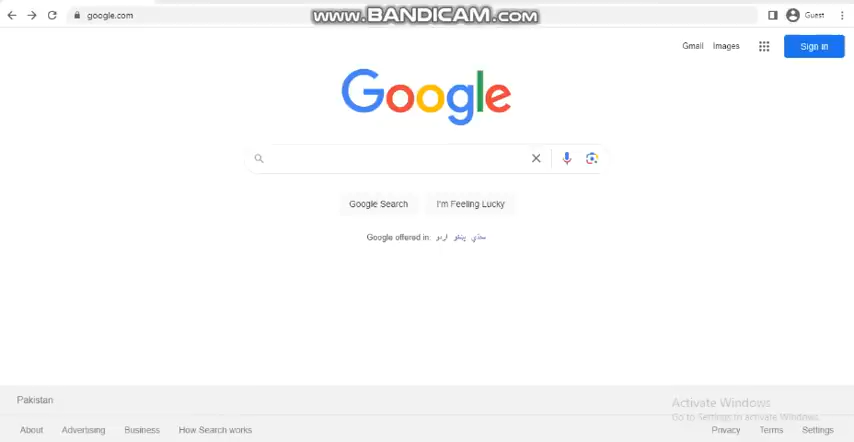 google.com
www.BANDICAM.com
Guest
Gmail Images
Sign in
Google
Google Search I'm Feeling Lucky
Google offered in: اردو پښتو سنڌي
Pakistan
Activate Windows
Go to Settings to activate Windows.
About Advertising Business How Search works
Privacy Terms Settings